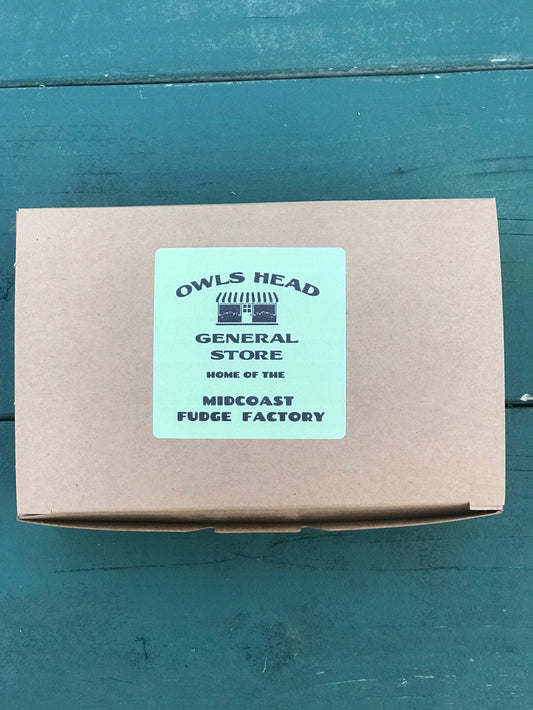 OWLS HEAD
GENERAL
STORE
HOME OF THE
MIDCOAST
FUDGE FACTORY